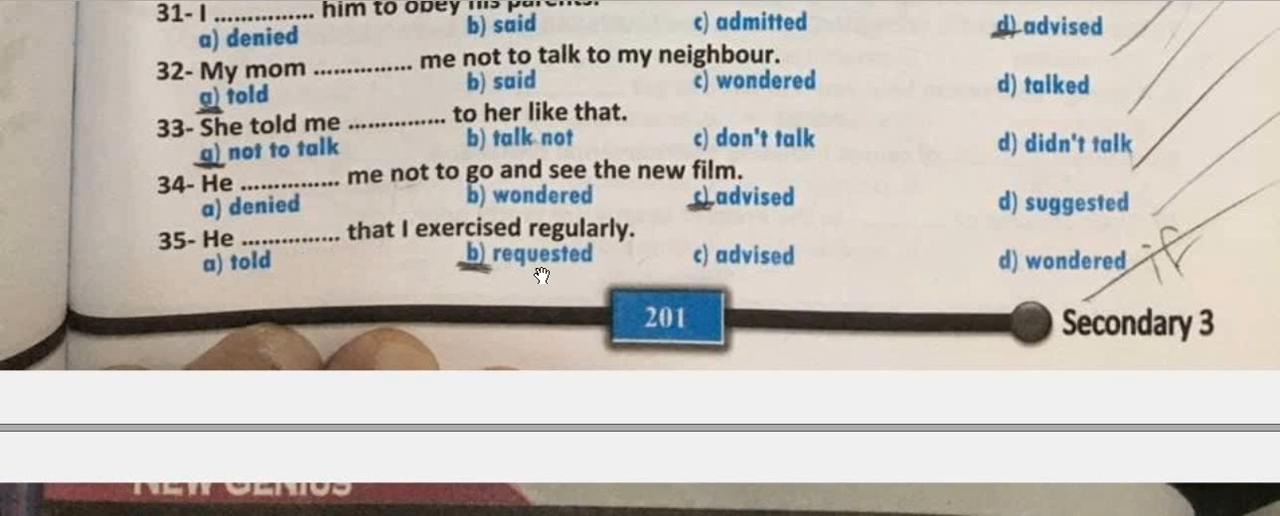 31- I ............... him to obey his parents.
a) denied b) said c) admitted d) advised
32- My mom ............... me not to talk to my neighbour.
a) told b) said c) wondered d) talked
33- She told me ............... to her like that.
a) not to talk b) talk not c) don't talk d) didn't talk
34- He ............... me not to go and see the new film.
a) denied b) wondered c) advised d) suggested
35- He ............... that I exercised regularly.
a) told b) requested c) advised d) wondered
if
201
Secondary 3
NEW GENIUS